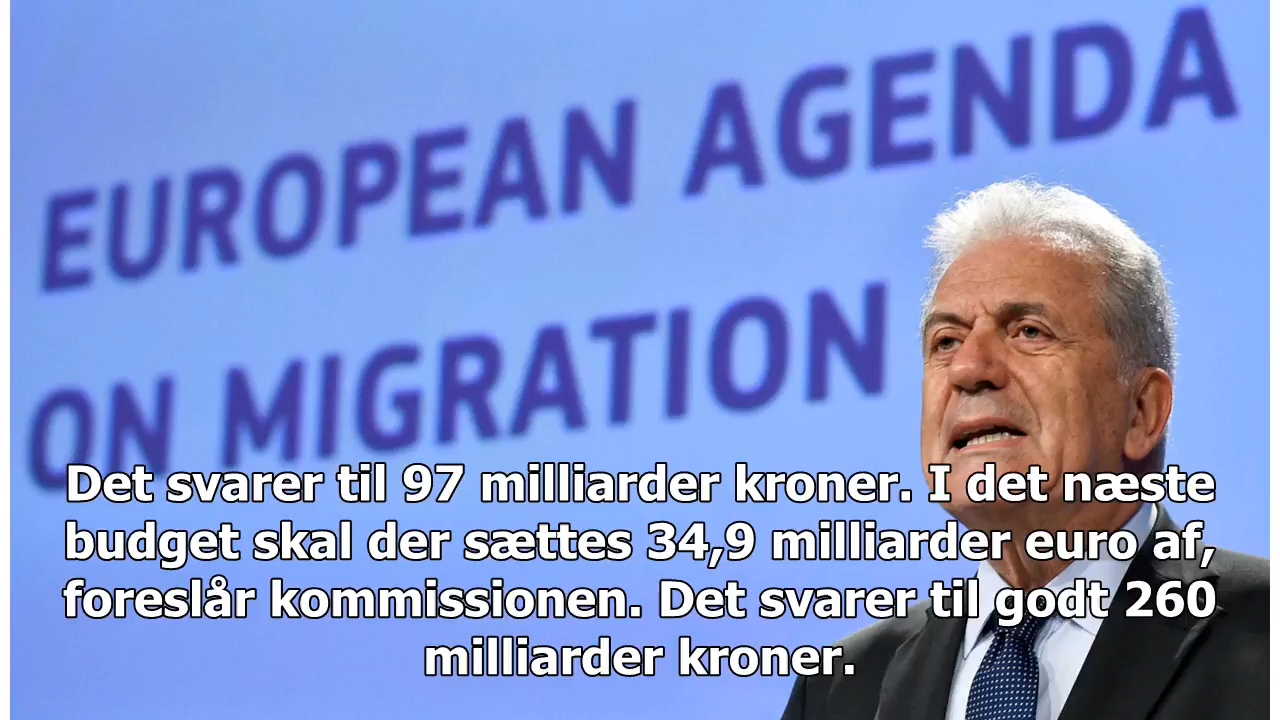 EUROPEAN AGENDA
ON MIGRATION
Det svarer til 97 milliarder kroner. I det næste
budget skal der sættes 34,9 milliarder euro af,
foreslår kommissionen. Det svarer til godt 260
milliarder kroner.